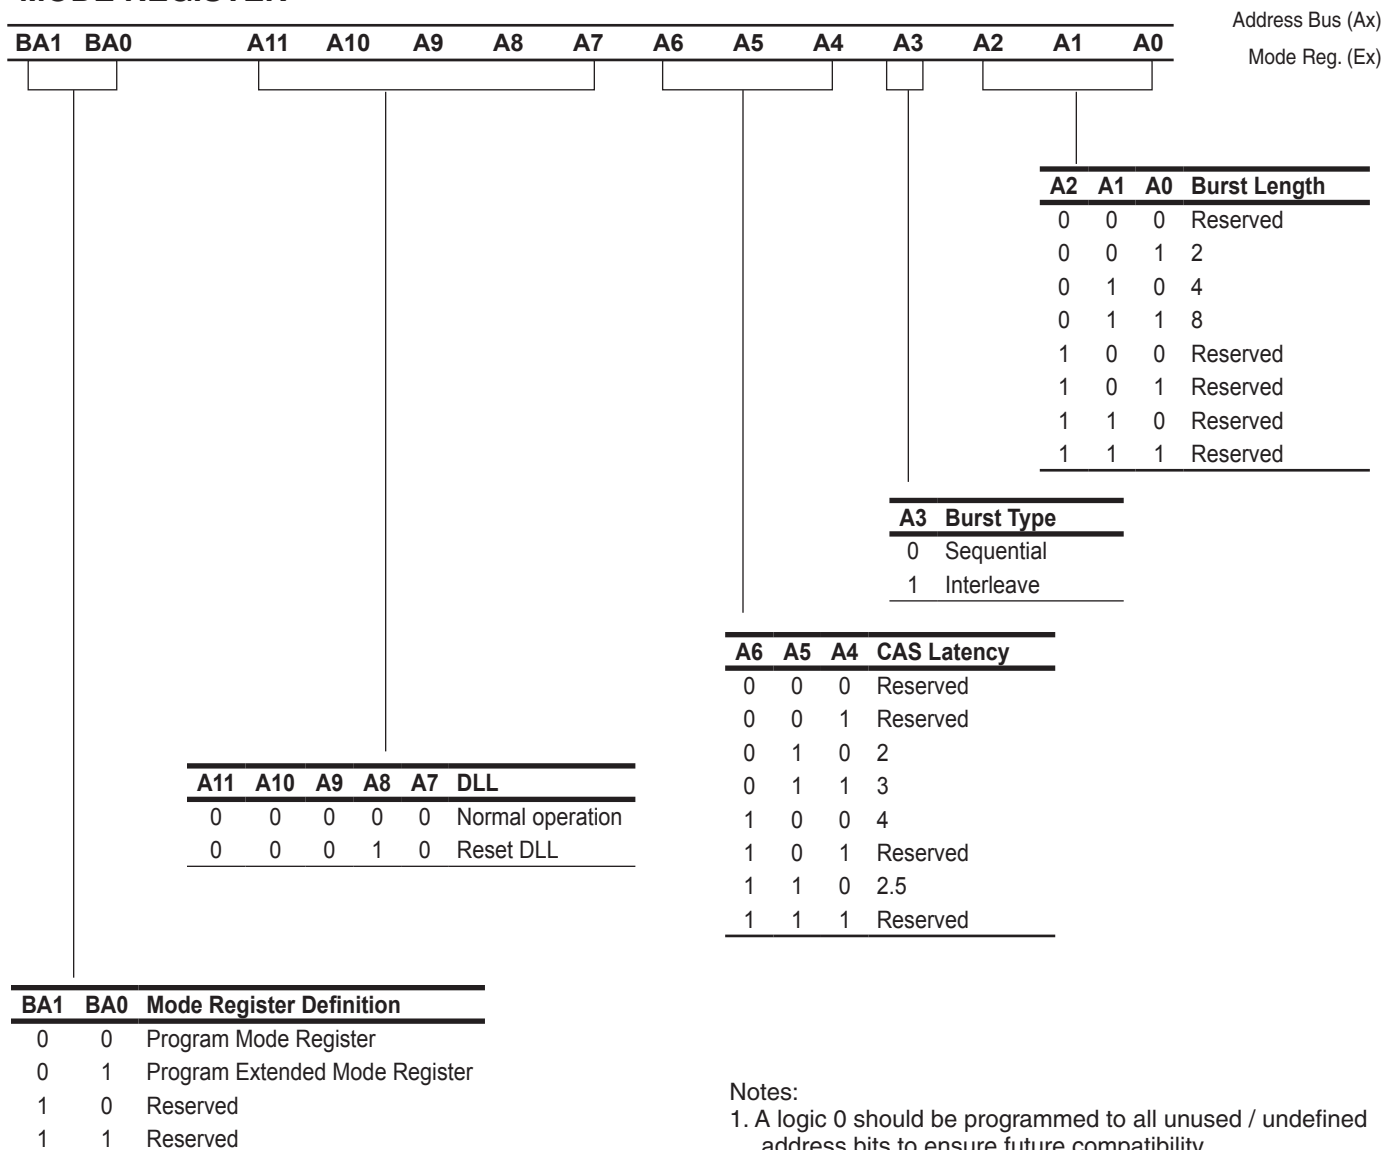 Address Bus (Ax)
BA1 BA0 A11 A10 A9 A8 A7 A6 A5 A4 A3 A2 A1 A0
Mode Reg. (Ex)
A2 A1 A0 Burst Length
0 0 0 Reserved
0 0 1 2
0 1 0 4
0 1 1 8
1 0 0 Reserved
1 0 1 Reserved
1 1 0 Reserved
1 1 1 Reserved
A3 Burst Type
0 Sequential
1 Interleave
A6 A5 A4 CAS Latency
0 0 0 Reserved
0 0 1 Reserved
0 1 0 2
0 1 1 3
1 0 0 4
1 0 1 Reserved
1 1 0 2.5
1 1 1 Reserved
A11 A10 A9 A8 A7 DLL
0 0 0 0 0 Normal operation
0 0 0 1 0 Reset DLL
BA1 BA0 Mode Register Definition
0 0 Program Mode Register
0 1 Program Extended Mode Register
1 0 Reserved
1 1 Reserved
Notes:
1. A logic 0 should be programmed to all unused / undefined
address bits to ensure future compatibility